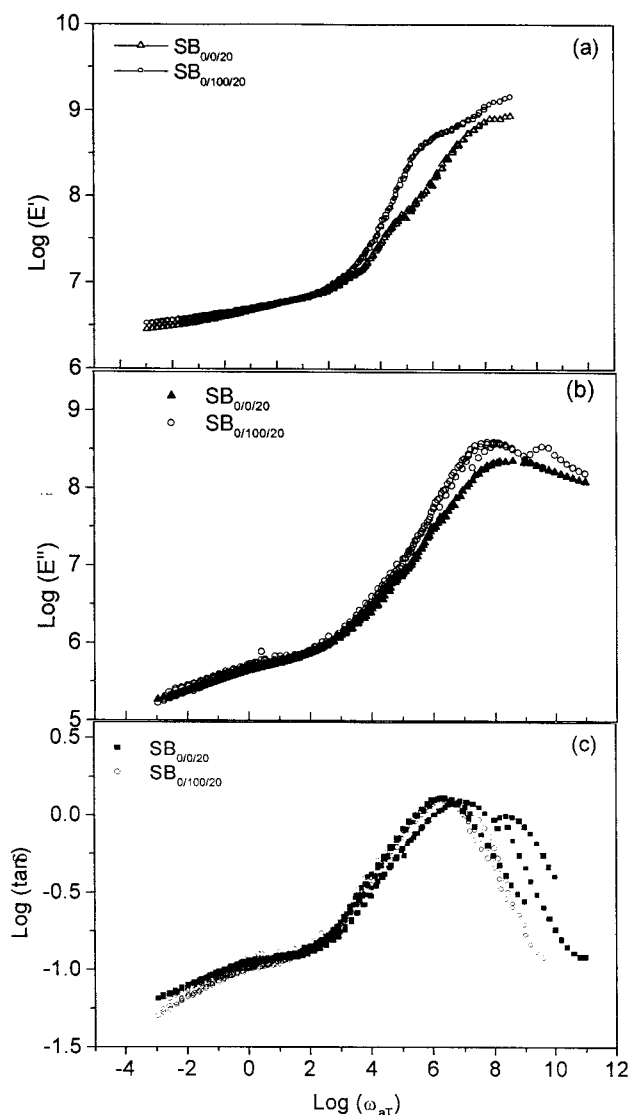 10
SB0/0/20
(a)
SB0/100/20
9
8
7
6
Log (E')
9
SB0/0/20
(b)
SB0/100/20
8
7
6
5
Log (E'')
0.5
SB0/0/20
(c)
SB0/100/20
0.0
-0.5
-1.0
-1.5
Log (tanδ)
-4 -2 0 2 4 6 8 10 12
Log (ωaT)